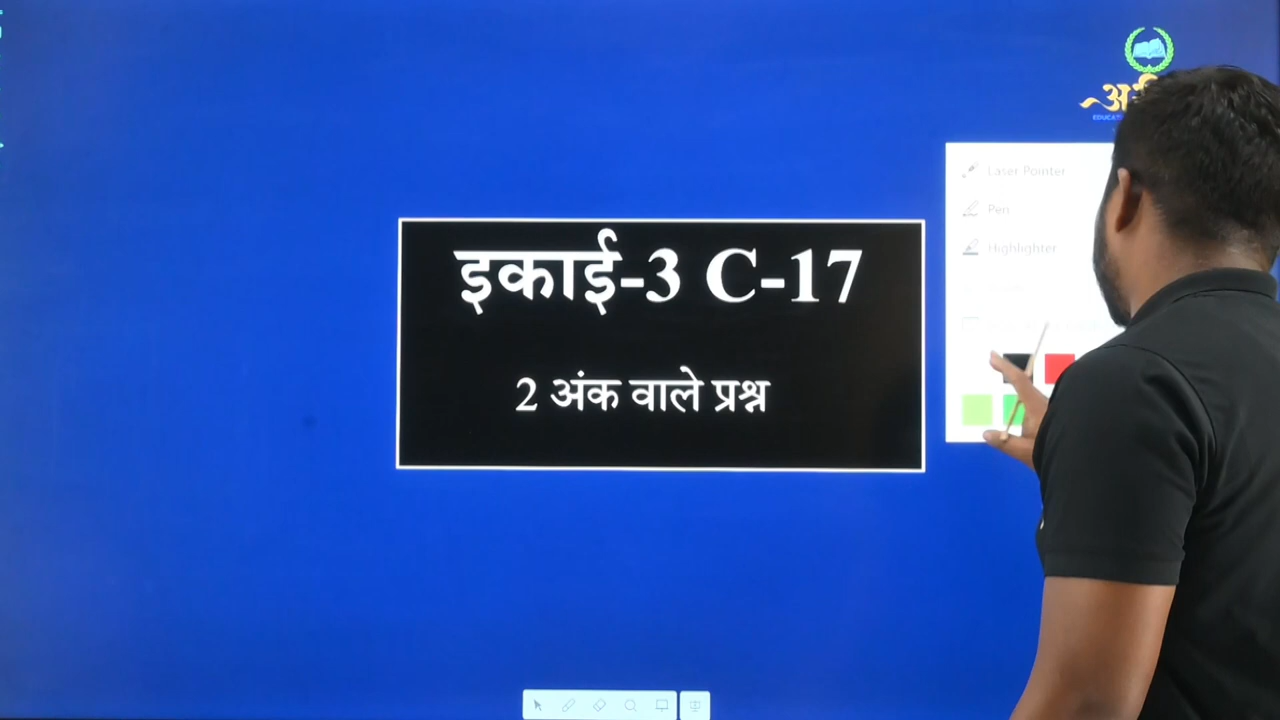 Laser Pointer
Pen
Highlighter
इकाई-3 C-17
2 अंक वाले प्रश्न